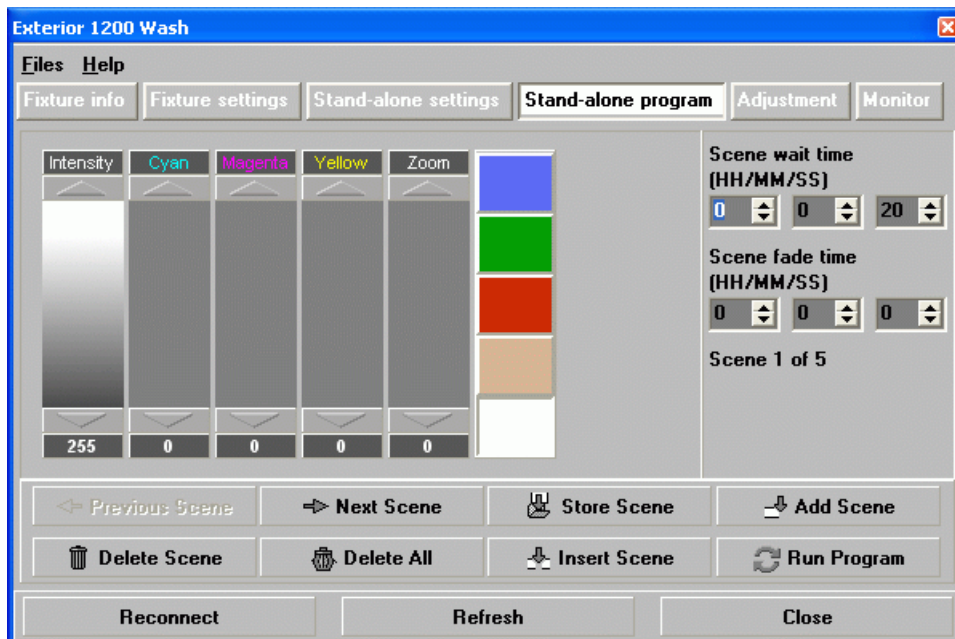 Exterior 1200 Wash
Files Help
Fixture info Fixture settings Stand-alone settings Stand-alone program Adjustment Monitor
Intensity Cyan Magenta Yellow Zoom
255 0 0 0 0
Scene wait time
(HH/MM/SS)
0 0 20
Scene fade time
(HH/MM/SS)
0 0 0
Scene 1 of 5
Previous Scene Next Scene Store Scene Add Scene
Delete Scene Delete All Insert Scene Run Program
Reconnect Refresh Close